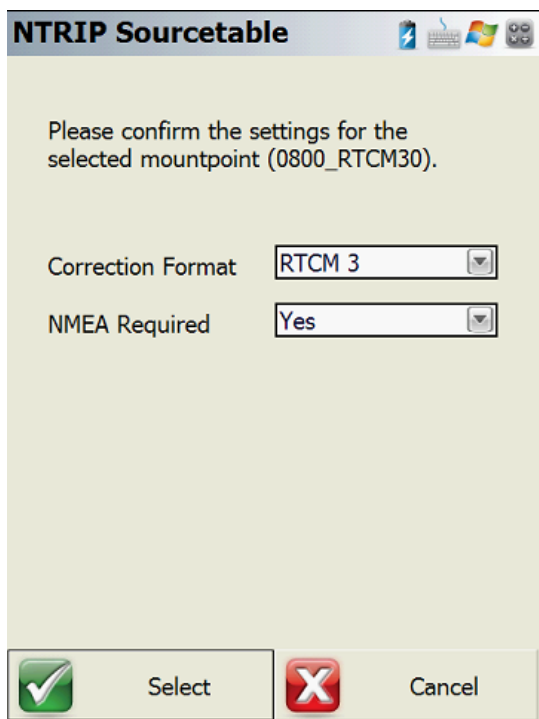 NTRIP Sourcetable
Please confirm the settings for the
selected mountpoint (0800_RTCM30).
Correction Format RTCM 3
NMEA Required Yes
Select Cancel